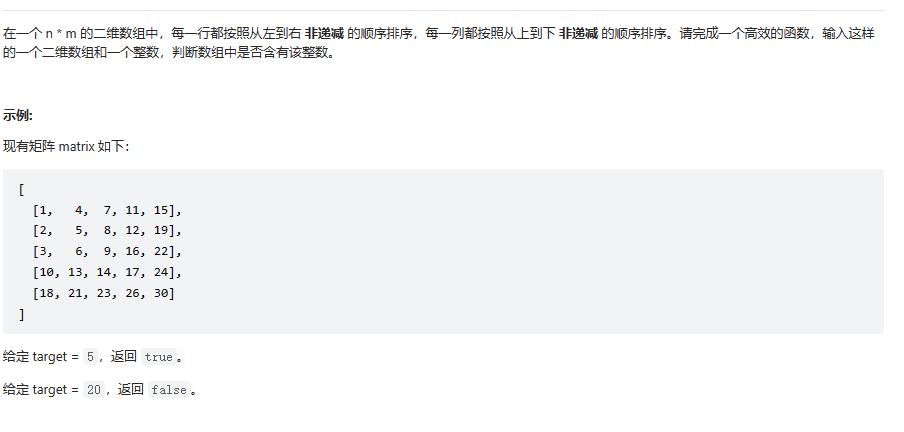 在一个 n * m 的二维数组中，每一行都按照从左到右 非递减 的顺序排序，每一列都按照从上到下 非递减 的顺序排序。请完成一个高效的函数，输入这样
的一个二维数组和一个整数，判断数组中是否含有该整数。
示例:
现有矩阵 matrix 如下：
[
[1,   4,  7, 11, 15],
[2,   5,  8, 12, 19],
[3,   6,  9, 16, 22],
[10, 13, 14, 17, 24],
[18, 21, 23, 26, 30]
]
给定 target = 5，返回 true。
给定 target = 20，返回 false。